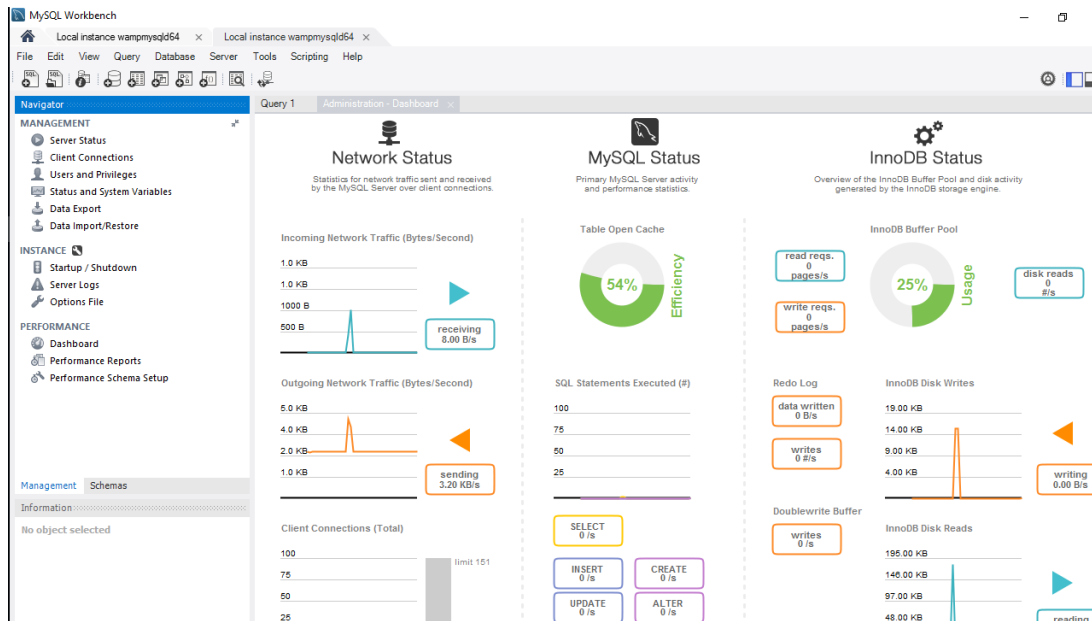 MySQL Workbench
Local instance wampmysqld64 ×
Local instance wampmysqld64 ×
File Edit View Query Database Server Tools Scripting Help
Navigator
MANAGEMENT
Server Status
Client Connections
Users and Privileges
Status and System Variables
Data Export
Data Import/Restore
INSTANCE
Startup / Shutdown
Server Logs
Options File
PERFORMANCE
Dashboard
Performance Reports
Performance Schema Setup
Management Schemas
Information
No object selected
Query 1
Administration - Dashboard ×
Network Status
Statistics for network traffic sent and received
by the MySQL Server over client connections.
Incoming Network Traffic (Bytes/Second)
1.0 KB
1.0 KB
1000 B
500 B
receiving
8.00 B/s
Outgoing Network Traffic (Bytes/Second)
5.0 KB
4.0 KB
2.0 KB
1.0 KB
sending
3.20 KB/s
Client Connections (Total)
100
75
50
25
limit 151
MySQL Status
Primary MySQL Server activity
and performance statistics.
Table Open Cache
54%
Efficiency
SQL Statements Executed (#)
100
75
50
25
SELECT
0 /s
INSERT
0 /s
CREATE
0 /s
UPDATE
0 /s
ALTER
0 /s
InnoDB Status
Overview of the InnoDB Buffer Pool and disk activity
generated by the InnoDB storage engine.
InnoDB Buffer Pool
read reqs.
0
pages/s
write reqs.
0
pages/s
25%
Usage
disk reads
0
#/s
Redo Log
data written
0 B/s
writes
0 #/s
InnoDB Disk Writes
19.00 KB
14.00 KB
9.00 KB
4.00 KB
writing
0.00 B/s
Doublewrite Buffer
writes
0 /s
InnoDB Disk Reads
195.00 KB
146.00 KB
97.00 KB
48.00 KB
reading